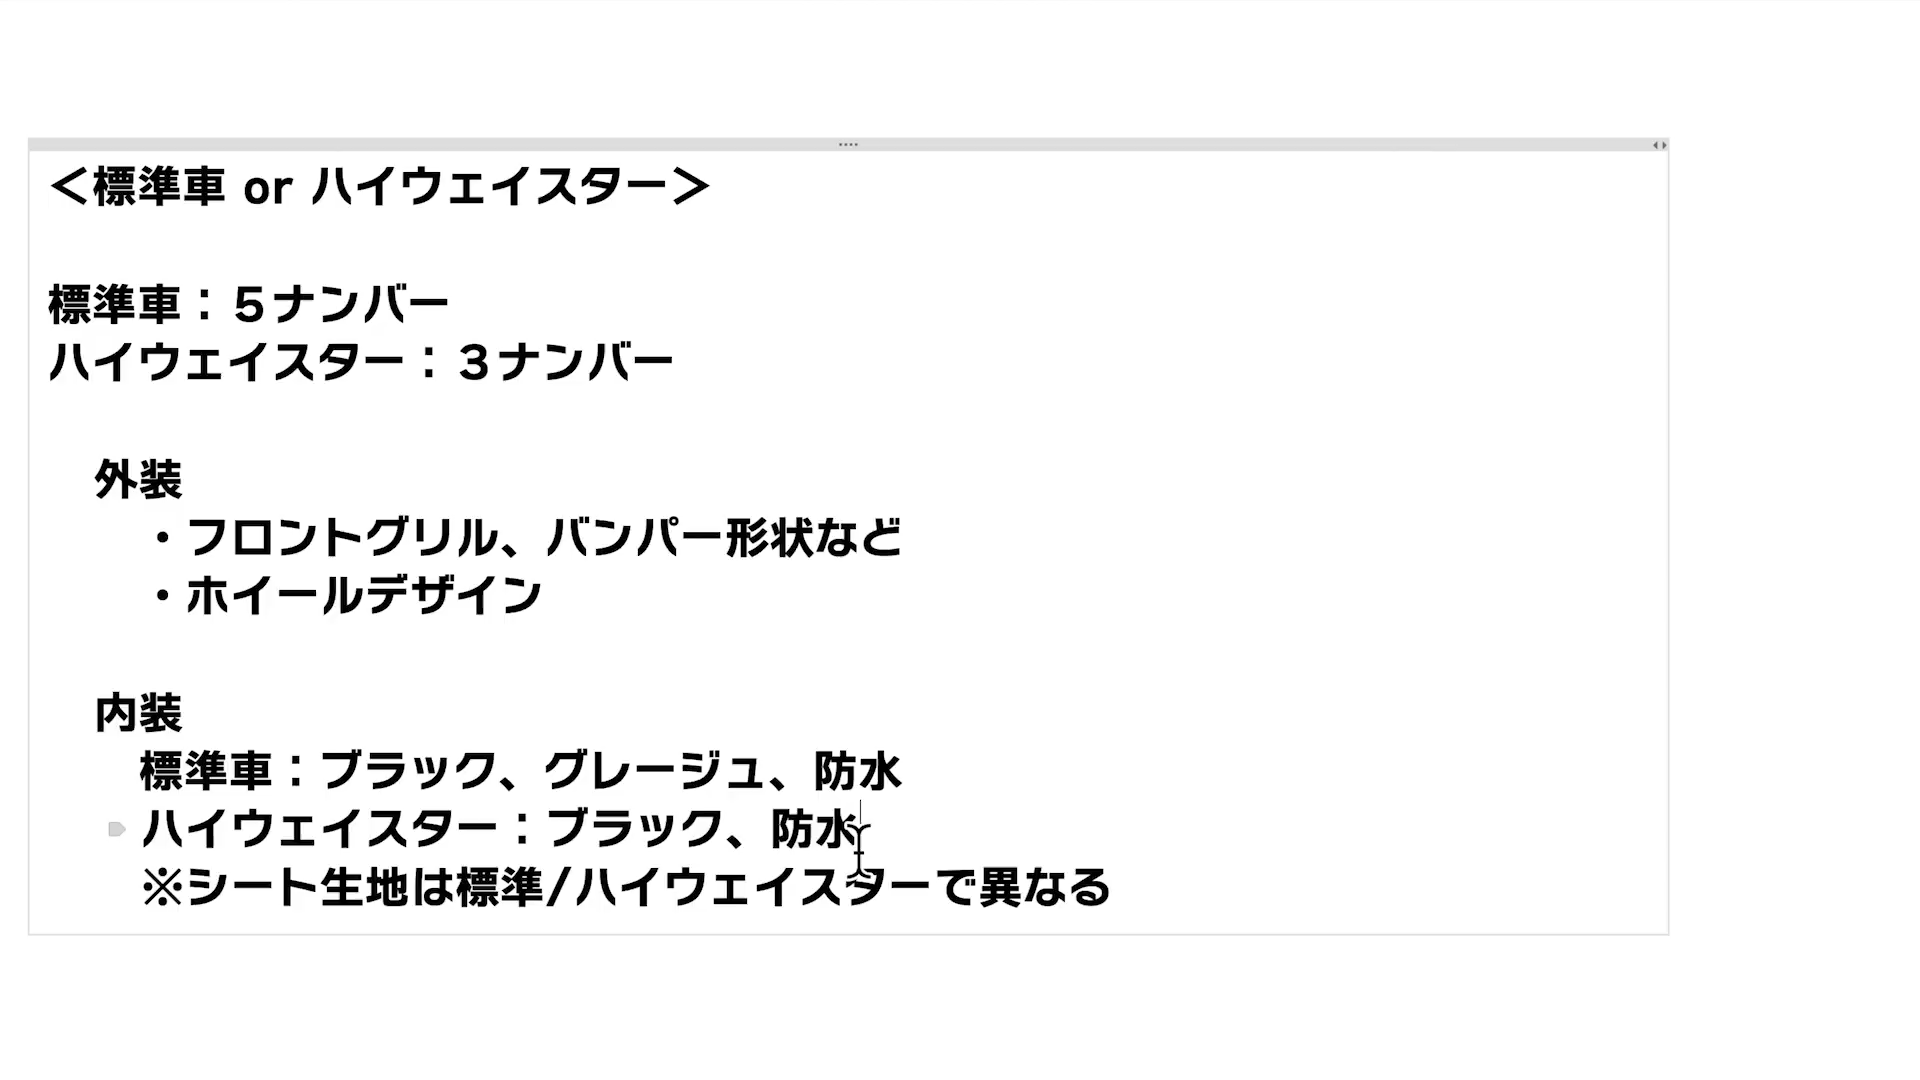 ＜標準車 or ハイウェイスター＞
標準車：５ナンバー
ハイウェイスター：３ナンバー
外装
・フロントグリル、バンパー形状など
・ホイールデザイン
内装
標準車：ブラック、グレージュ、防水
ハイウェイスター：ブラック、防水
※シート生地は標準/ハイウェイスターで異なる